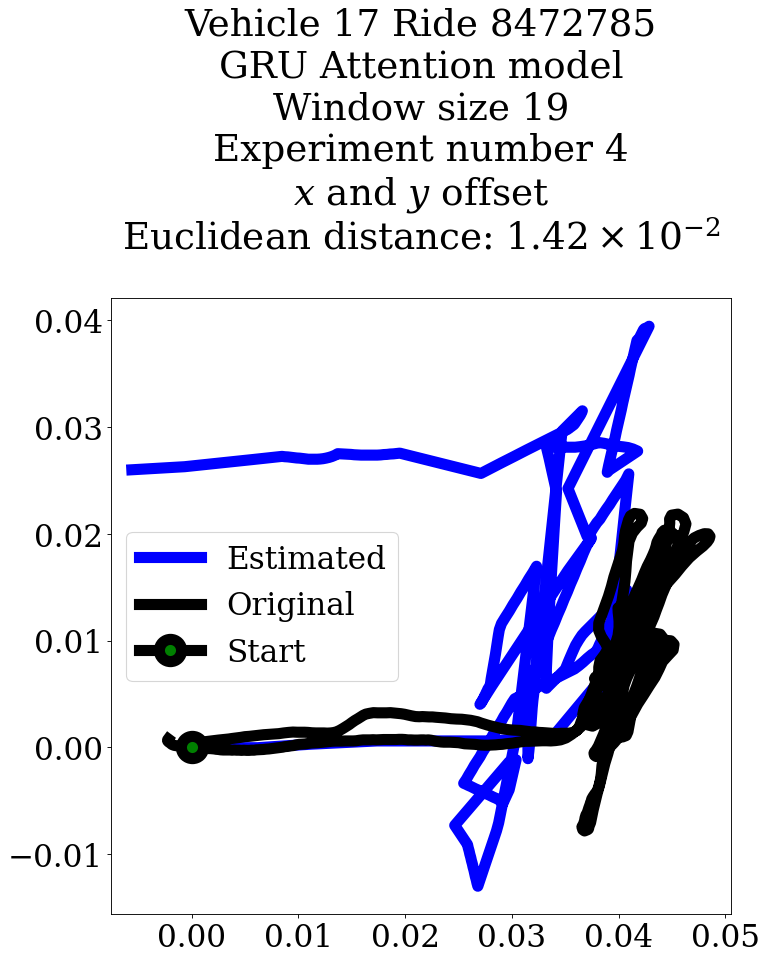 Vehicle 17 Ride 8472785
GRU Attention model
Window size 19
Experiment number 4
x and y offset
Euclidean distance: 1.42 × 10⁻²
0.04
0.03
0.02
0.01
0.00
−0.01
Estimated
Original
Start
0.00 0.01 0.02 0.03 0.04 0.05